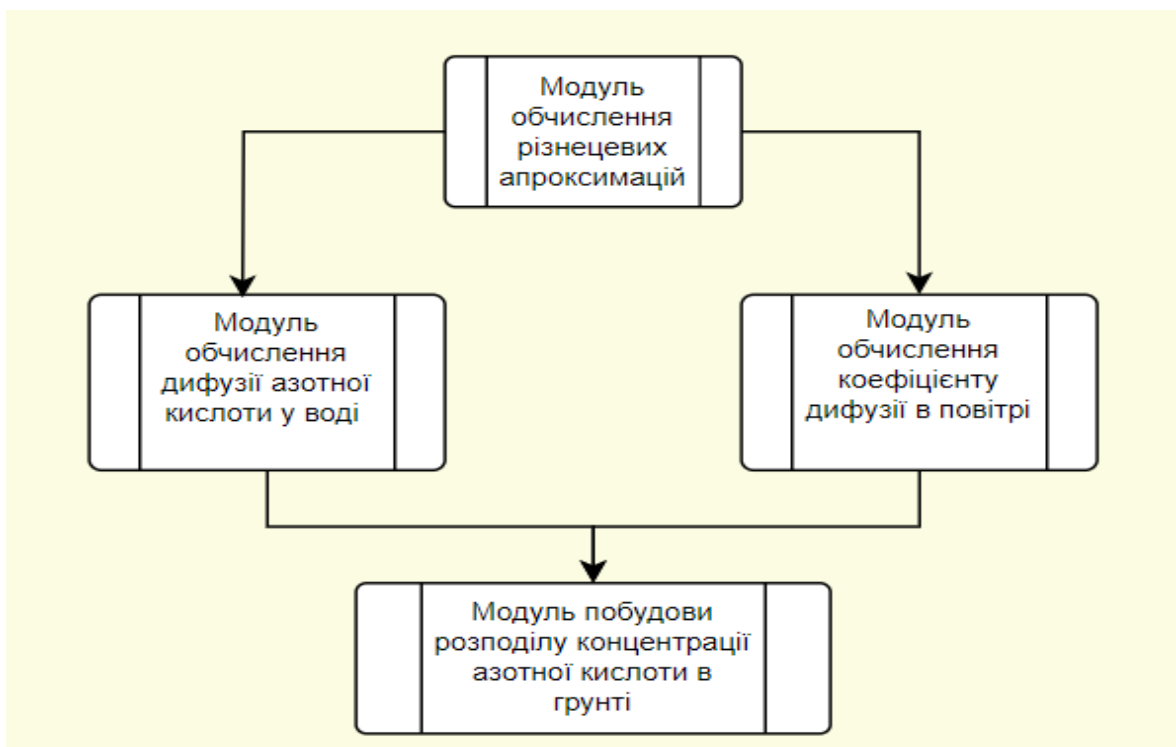 Модуль
обчислення
різнецевих
апроксимацій
Модуль
обчислення
дифузії азотної
кислоти у воді
Модуль
обчислення
коефіцієнту
дифузії в повітрі
Модуль побудови
розподілу концентрації
азотної кислоти в
грунті